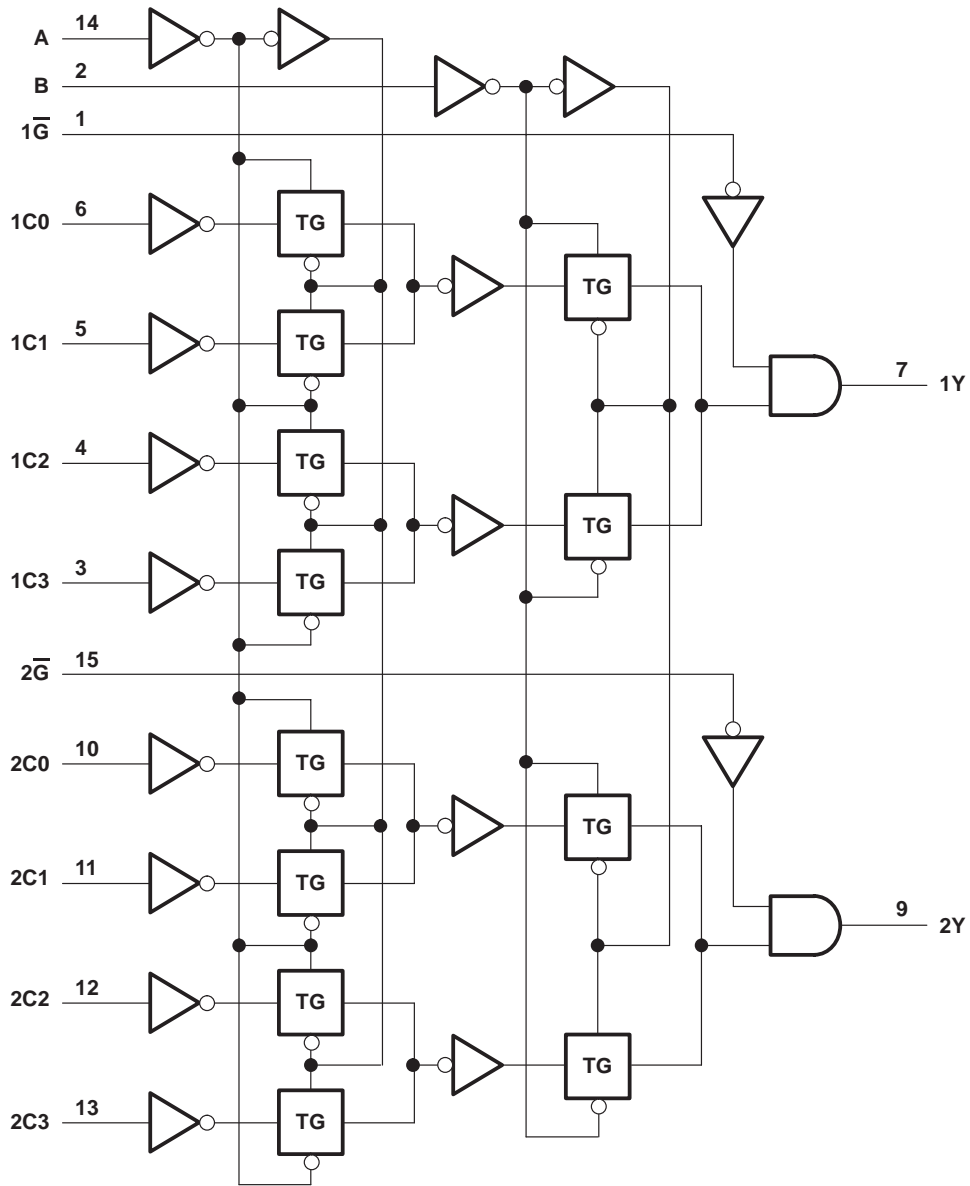 A 14
B 2
1G̅ 1
1C0 6 TG
TG
1C1 5 TG
7 1Y
1C2 4 TG
TG
1C3 3 TG
2G̅ 15
2C0 10 TG
TG
2C1 11 TG
9 2Y
2C2 12 TG
TG
2C3 13 TG